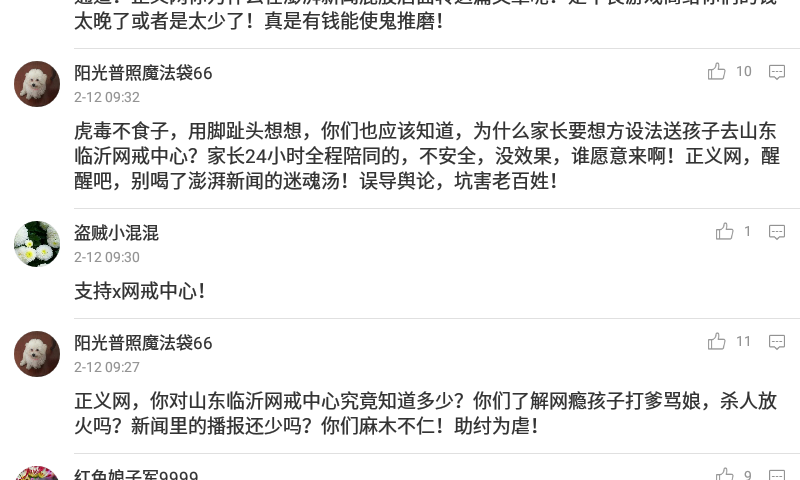 太晚了或者是太少了！真是有钱能使鬼推磨！
阳光普照魔法袋66
10
2-12 09:32
虎毒不食子，用脚趾头想想，你们也应该知道，为什么家长要想方设法送孩子去山东
临沂网戒中心？家长24小时全程陪同的，不安全，没效果，谁愿意来啊！正义网，醒
醒吧，别喝了澎湃新闻的迷魂汤！误导舆论，坑害老百姓！
盗贼小混混
1
2-12 09:30
支持x网戒中心！
阳光普照魔法袋66
11
2-12 09:27
正义网，你对山东临沂网戒中心究竟知道多少？你们了解网瘾孩子打爹骂娘，杀人放
火吗？新闻里的播报还少吗？你们麻木不仁！助纣为虐！
红色娘子军9999
9